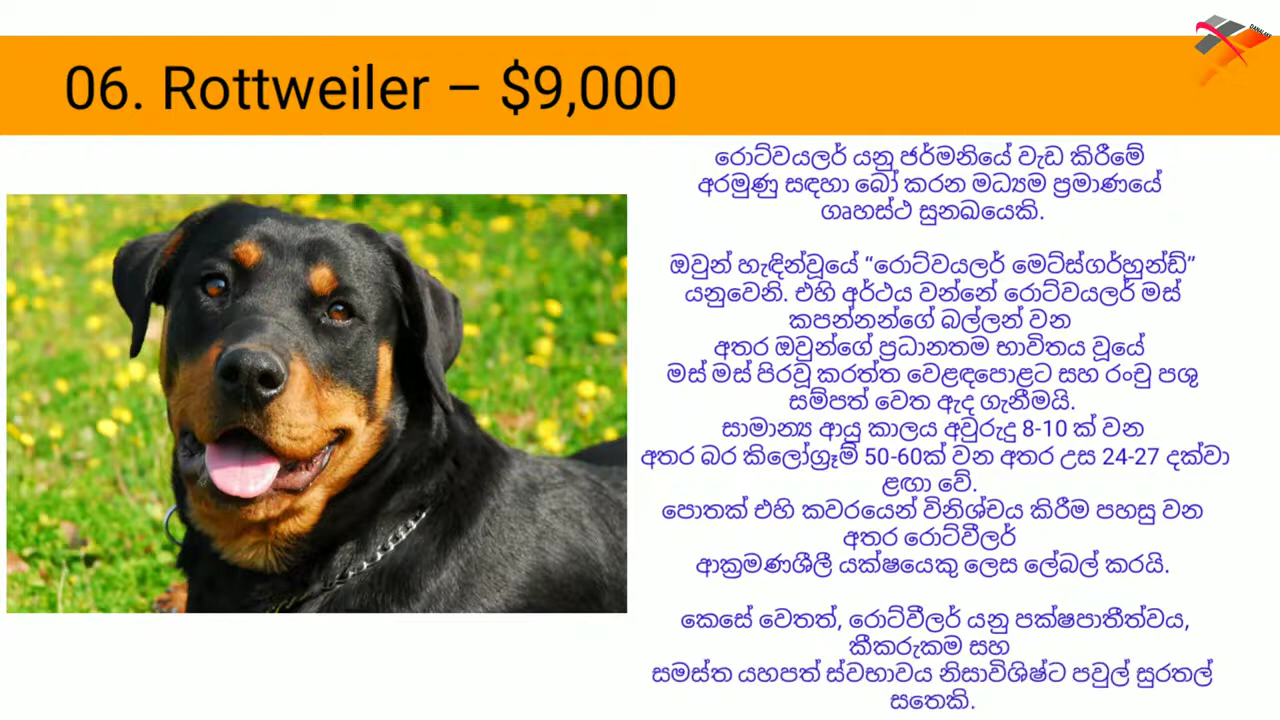 06. Rottweiler – $9,000
රොට්වයලර් යනු ජර්මනියේ වැඩ කිරීමේ
අරමුණු සඳහා බෝ කරන මධ්‍යම ප්‍රමාණයේ
ගෘහස්ථ සුනඛයෙකි.
ඔවුන් හැඳින්වූයේ “රොට්වයලර් මෙට්ස්ගර්හුන්ඩ්”
යනුවෙනි. එහි අර්ථය වන්නේ රොට්වයලර් මස්
කපන්නන්ගේ බල්ලන් වන
අතර ඔවුන්ගේ ප්‍රධානතම භාවිතය වූයේ
මස් මස් පිරවූ කරත්ත වෙළඳපොළට සහ රංචු පශු
සම්පත් වෙත ඇද ගැනීමයි.
සාමාන්‍ය ආයු කාලය අවුරුදු 8-10 ක් වන
අතර බර කිලෝග්‍රෑම් 50-60ක් වන අතර උස 24-27 දක්වා
ළඟා වේ.
පොතක් එහි කවරයෙන් විනිශ්චය කිරීම පහසු වන
අතර රොට්වීලර්
ආක්‍රමණශීලී යක්ෂයෙකු ලෙස ලේබල් කරයි.
කෙසේ වෙතත්, රොට්වීලර් යනු පක්ෂපාතීත්වය,
කීකරුකම සහ
සමස්ත යහපත් ස්වභාවය නිසාවිශිෂ්ට පවුල් සුරතල්
සතෙකි.